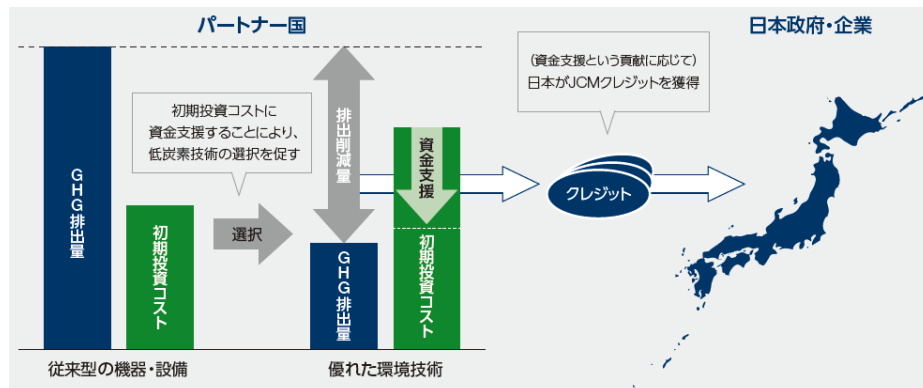 パートナー国
日本政府・企業
(資金支援という貢献に応じて)
日本がJCMクレジットを獲得
初期投資コストに
資金支援することにより、
低炭素技術の選択を促す
GHG排出量
初期投資コスト
選択
排出削減量
GHG排出量
資金支援
初期投資コスト
クレジット
従来型の機器・設備
優れた環境技術